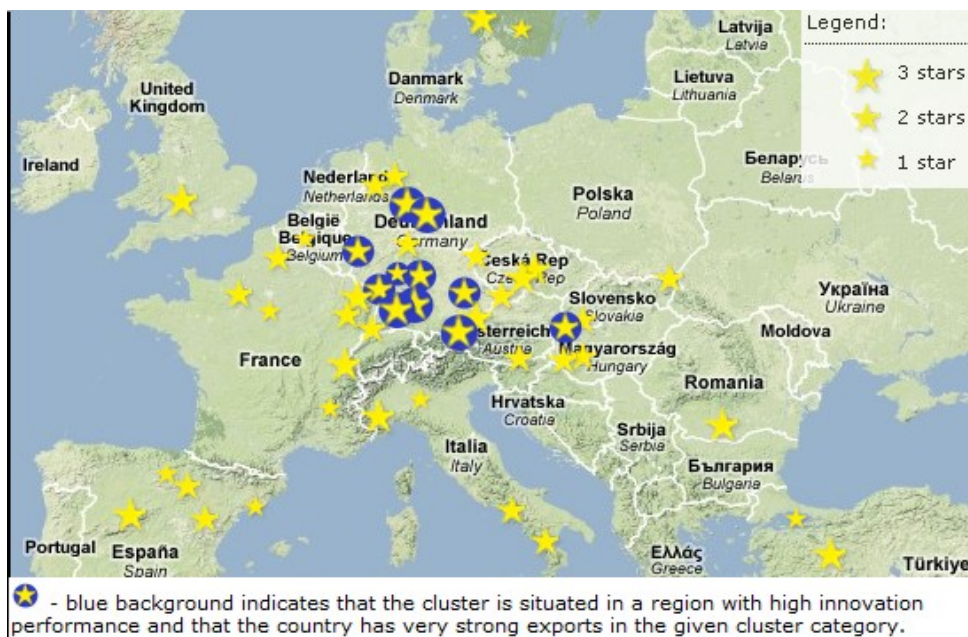 Legend:
3 stars
2 stars
1 star
Latvija
Latvia
Danmark
Denmark
Lietuva
Lithuania
United
Kingdom
Ireland
Беларусь
Belarus
Nederland
Netherlands
Polska
Poland
België
Belgique
Belgium
Deutschland
Germany
Česká Rep
Czech Rep
Україна
Ukraine
Slovensko
Slovakia
Österreich
Austria
Moldova
France
Magyarország
Hungary
Romania
Hrvatska
Croatia
Srbija
Serbia
Italia
Italy
България
Bulgaria
Portugal
España
Spain
Ελλάς
Greece
Türkiye
- blue background indicates that the cluster is situated in a region with high innovation
performance and that the country has very strong exports in the given cluster category.